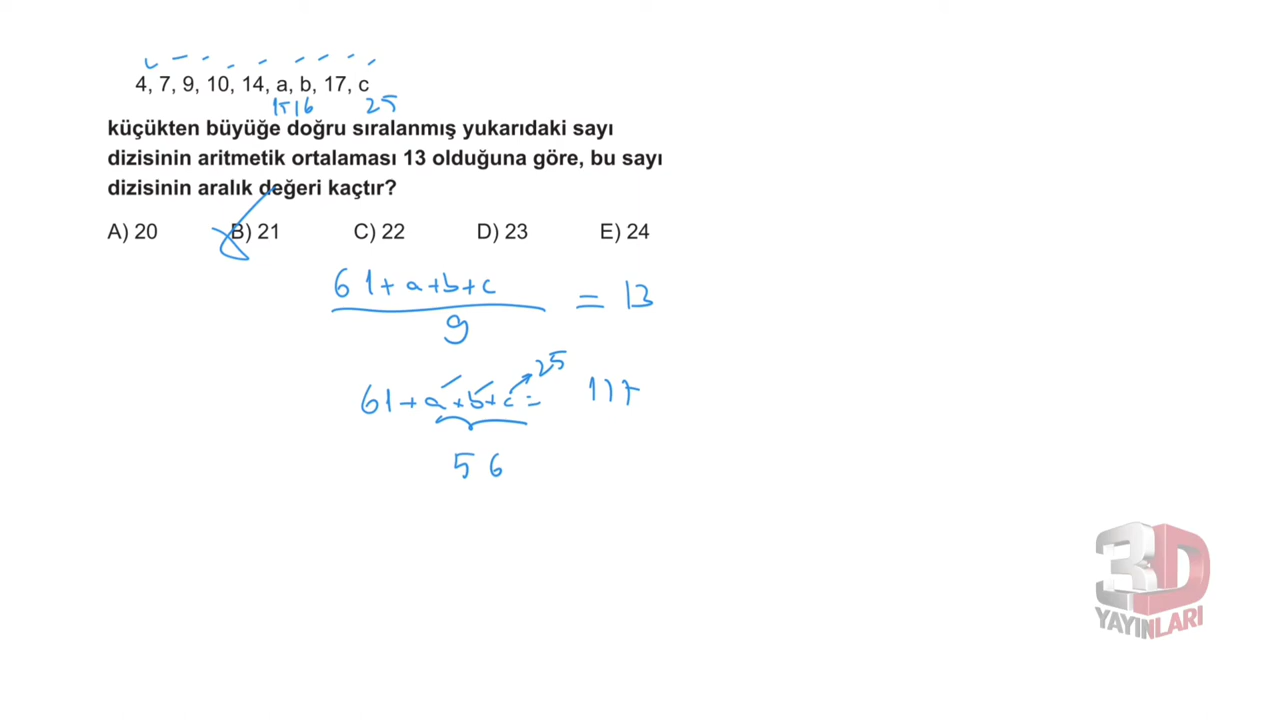 4, 7, 9, 10, 14, a, b, 17, c
15 16 25
küçükten büyüğe doğru sıralanmış yukarıdaki sayı
dizisinin aritmetik ortalaması 13 olduğuna göre, bu sayı
dizisinin aralık değeri kaçtır?
A) 20 B) 21 C) 22 D) 23 E) 24
61+a+b+c
9
= 13
25
61+a+b+c= 117
56
3D
YAYINLARI